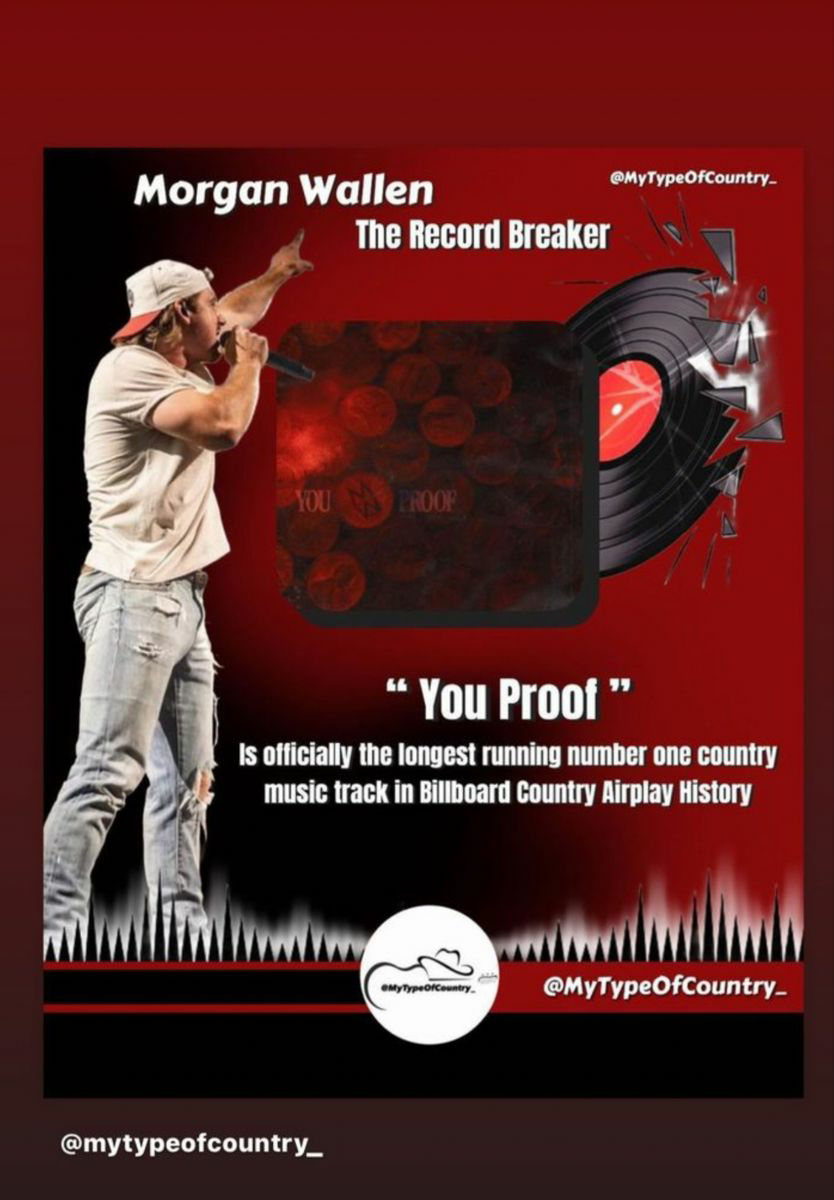 Morgan Wallen
@MyTypeOfCountry_
The Record Breaker
YOU PROOF
“ You Proof ”
Is officially the longest running number one country
music track in Billboard Country Airplay History
@MyTypeOfCountry_
@MyTypeOfCountry_
@mytypeofcountry_